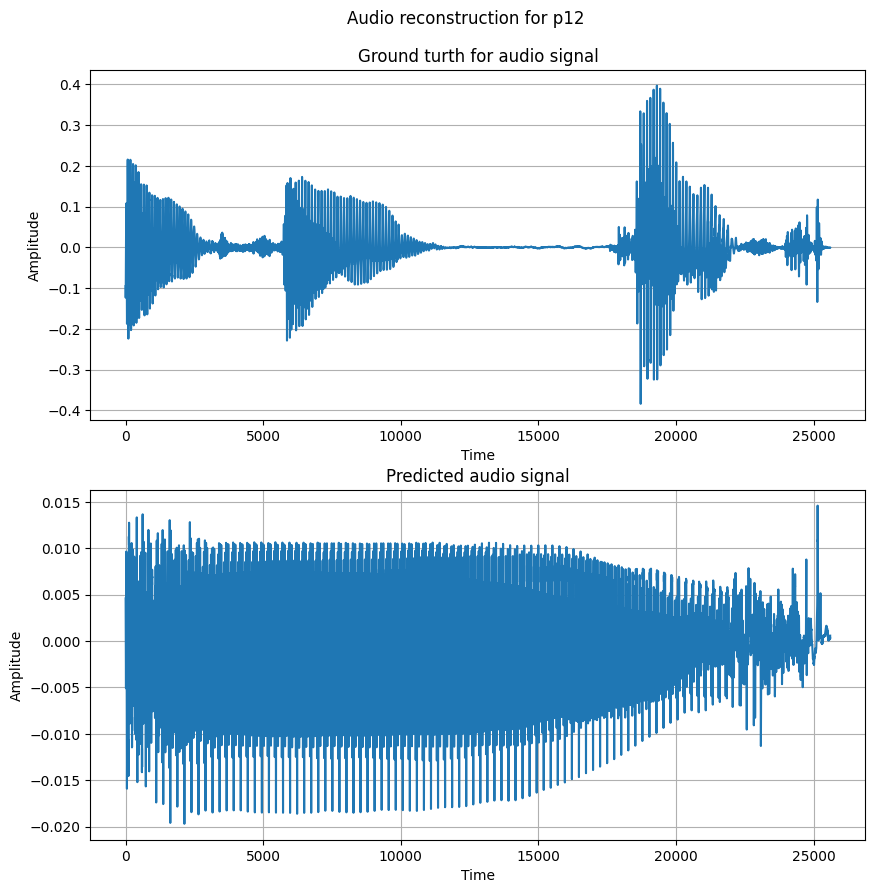 Audio reconstruction for p12
Ground turth for audio signal
0.4
0.3
0.2
0.1
0.0
−0.1
−0.2
−0.3
−0.4
Amplitude
0 5000 10000 15000 20000 25000
Time
Predicted audio signal
0.015
0.010
0.005
0.000
−0.005
−0.010
−0.015
−0.020
Amplitude
0 5000 10000 15000 20000 25000
Time